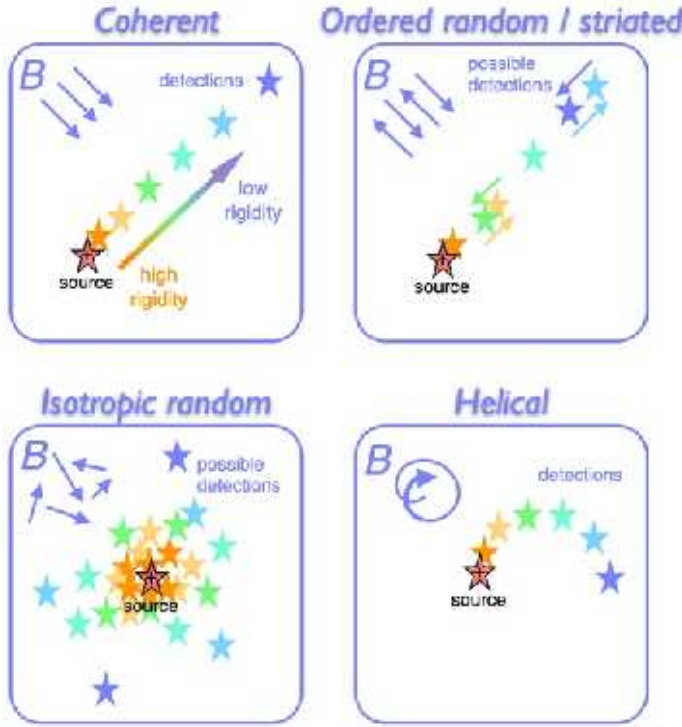 Coherent
B
detections
low
rigidity
source
high
rigidity
Ordered random / striated
B
possible
detections
source
Isotropic random
B
possible
detections
source
Helical
B
detections
source